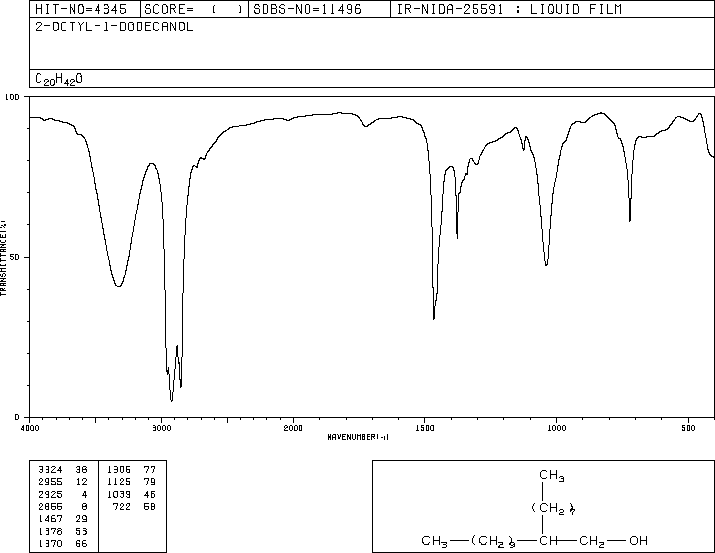 HIT-NO=4345 SCORE= ( ) SDBS-NO=11496 IR-NIDA-25591 : LIQUID FILM
2-OCTYL-1-DODECANOL
C20H42O
100
50
0
TRANSMITTANCE(%)
4000 3000 2000 1500 1000 500
WAVENUMBER(-1)
3324 38 1306 77
2955 12 1125 79
2925 4 1039 46
2855 8 722 58
1467 29
1378 53
1370 66
CH3
(CH2)7
CH3—(CH2)9—CH—CH2—OH